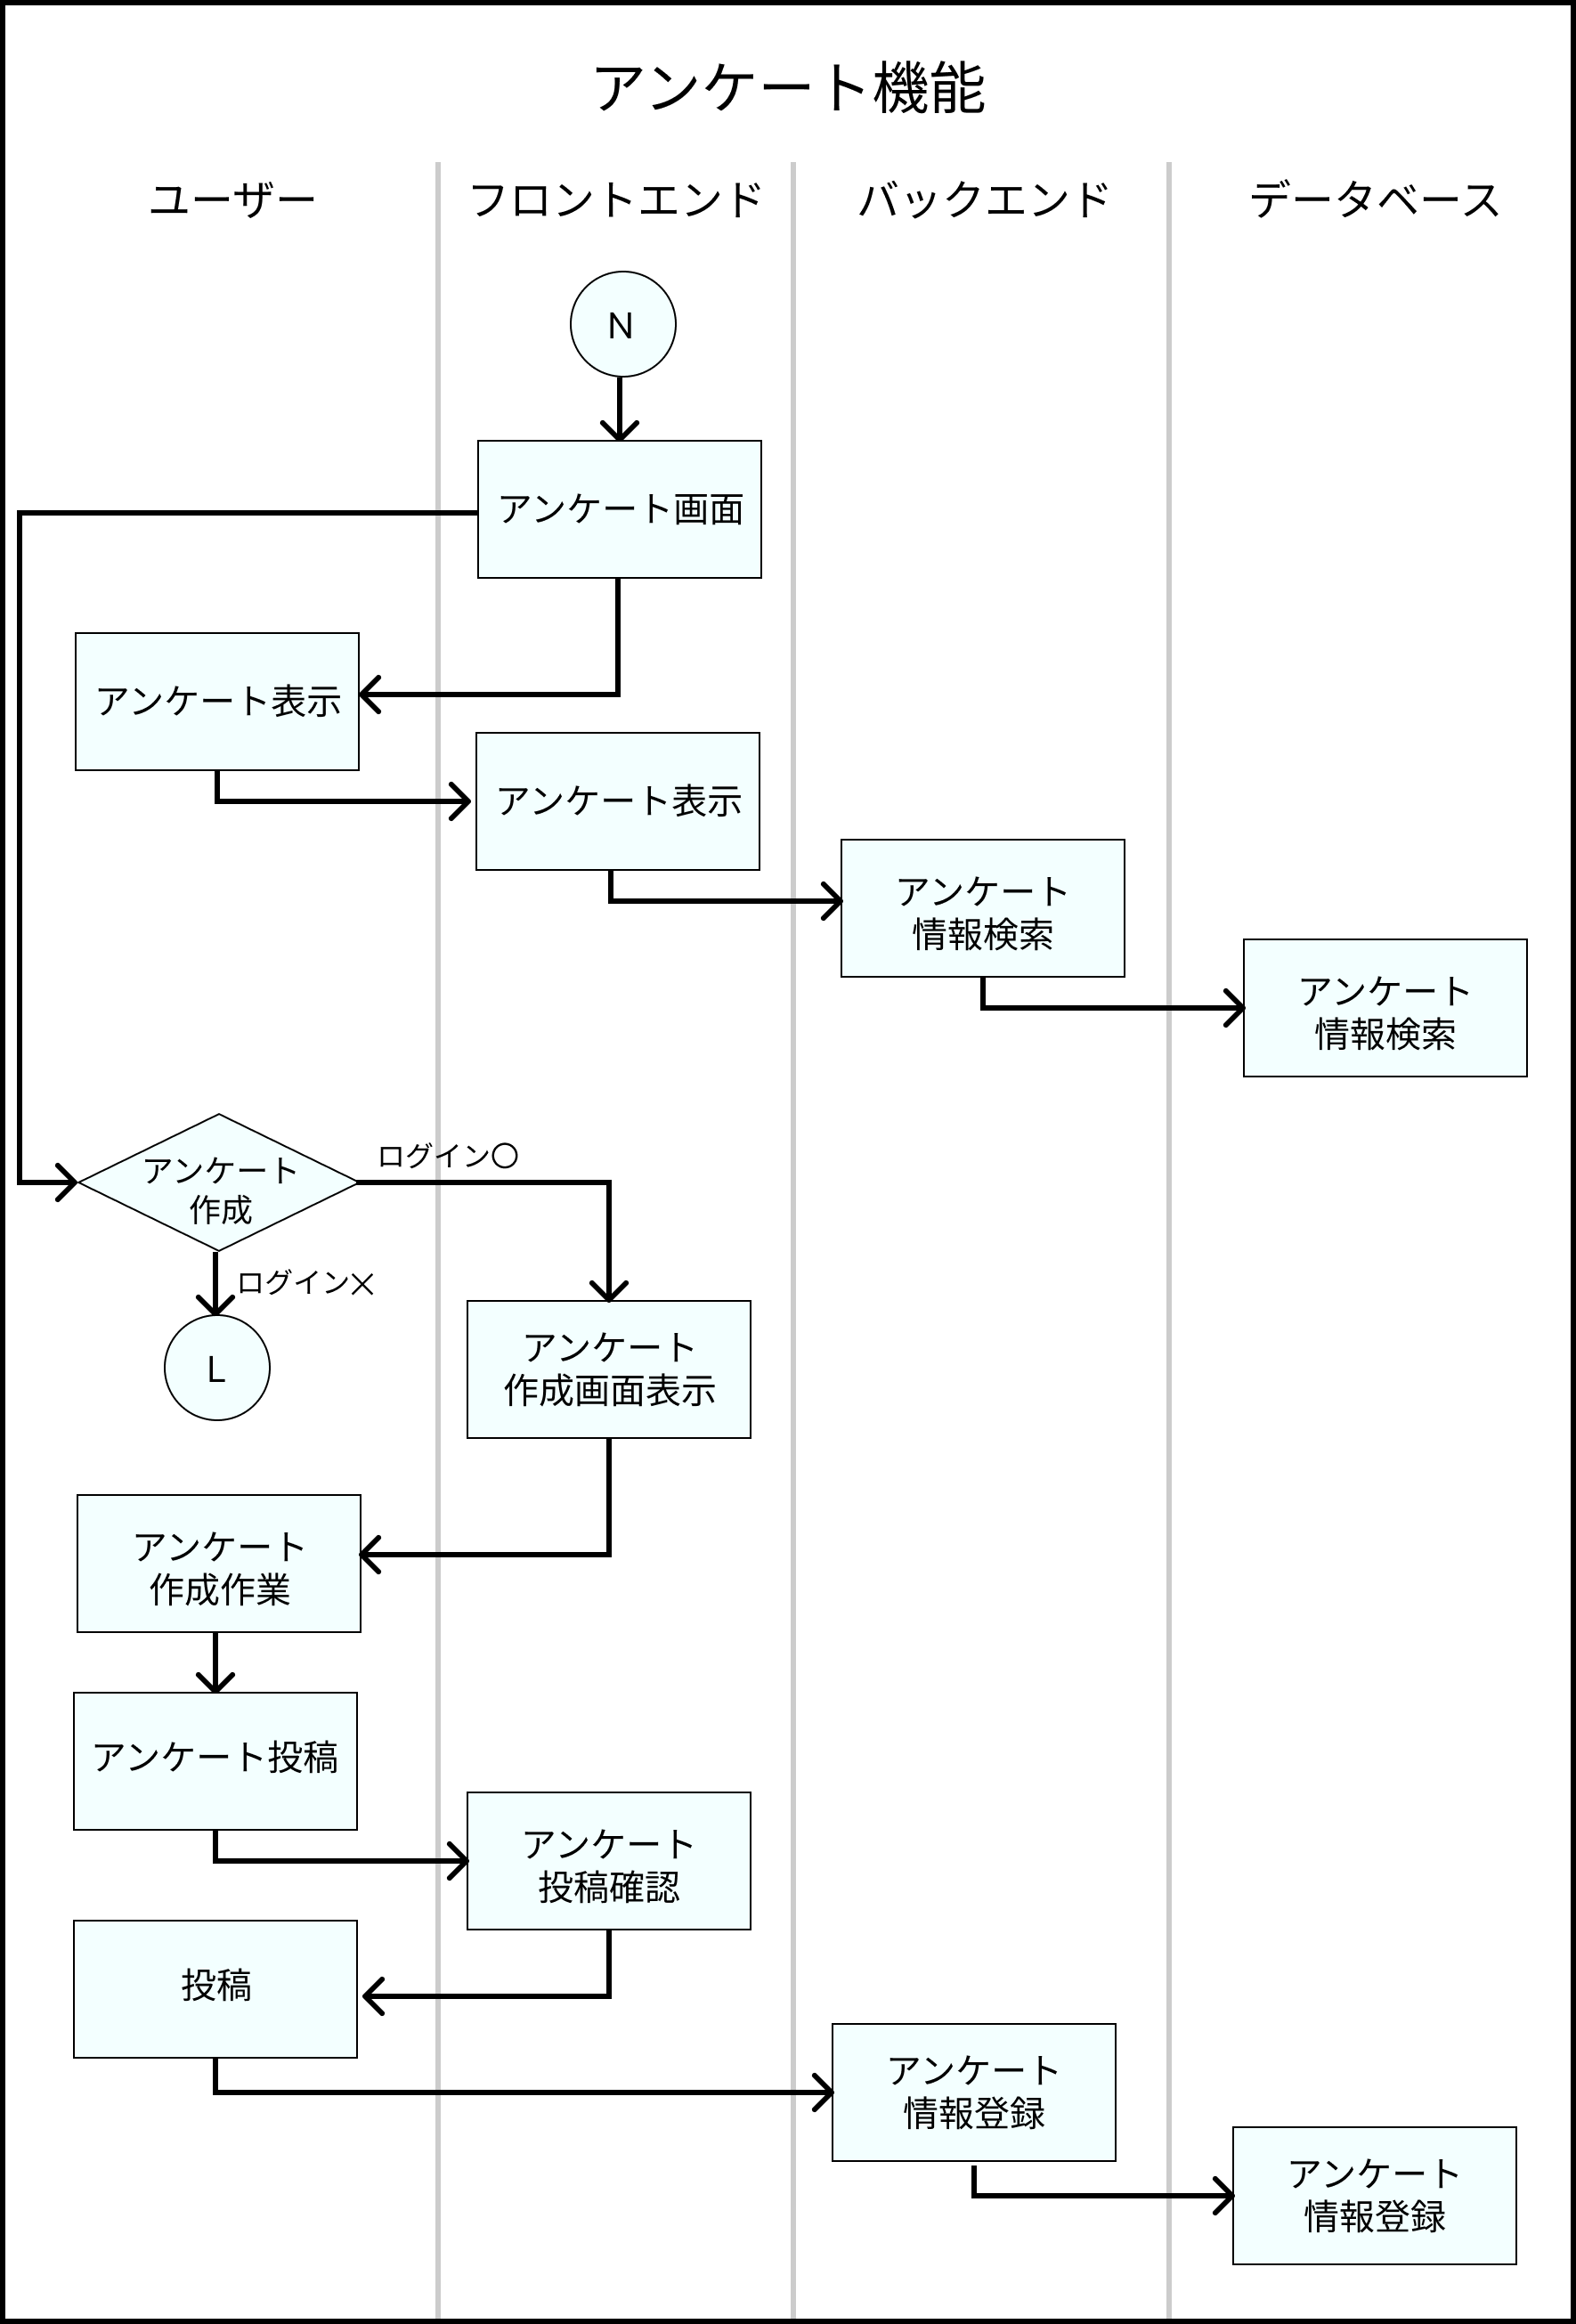 アンケート機能
ユーザー
フロントエンド
バックエンド
データベース
N
アンケート画面
アンケート表示
アンケート表示
アンケート
情報検索
アンケート
情報検索
アンケート
作成
ログイン〇
ログイン×
L
アンケート
作成画面表示
アンケート
作成作業
アンケート投稿
アンケート
投稿確認
投稿
アンケート
情報登録
アンケート
情報登録